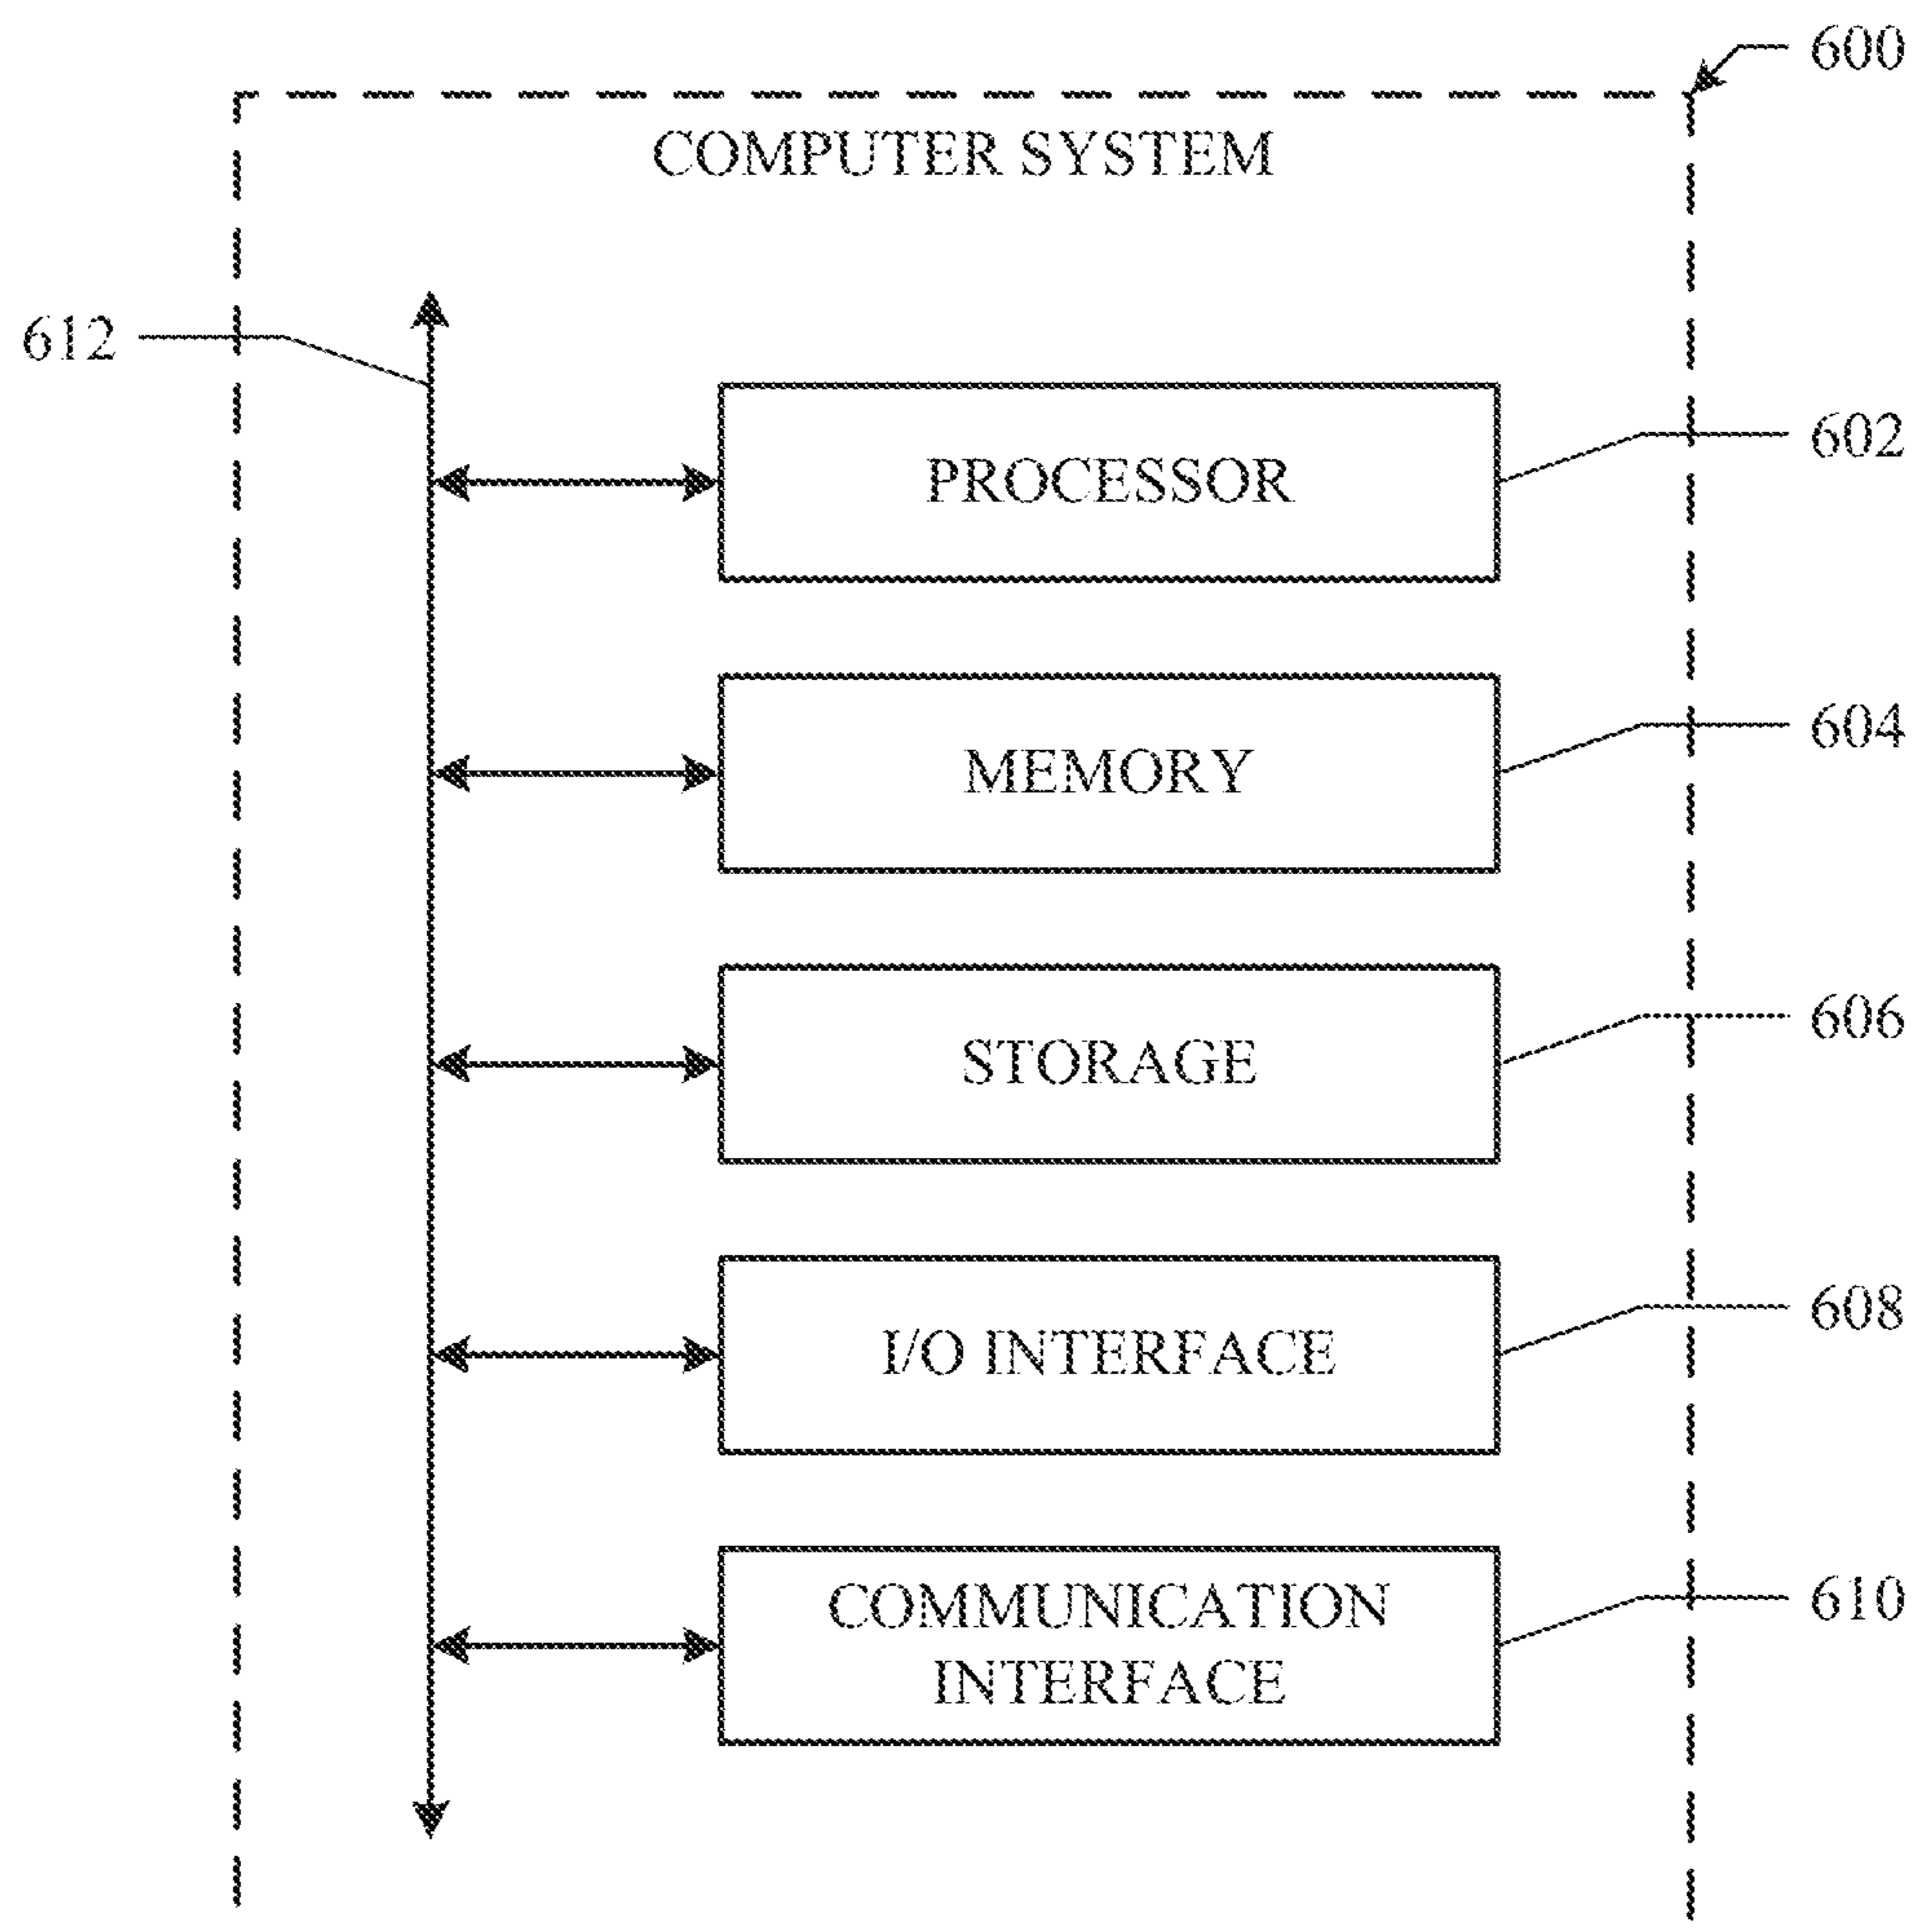 600
COMPUTER SYSTEM
612
PROCESSOR
602
MEMORY
604
STORAGE
606
I/O INTERFACE
608
COMMUNICATION
INTERFACE
610